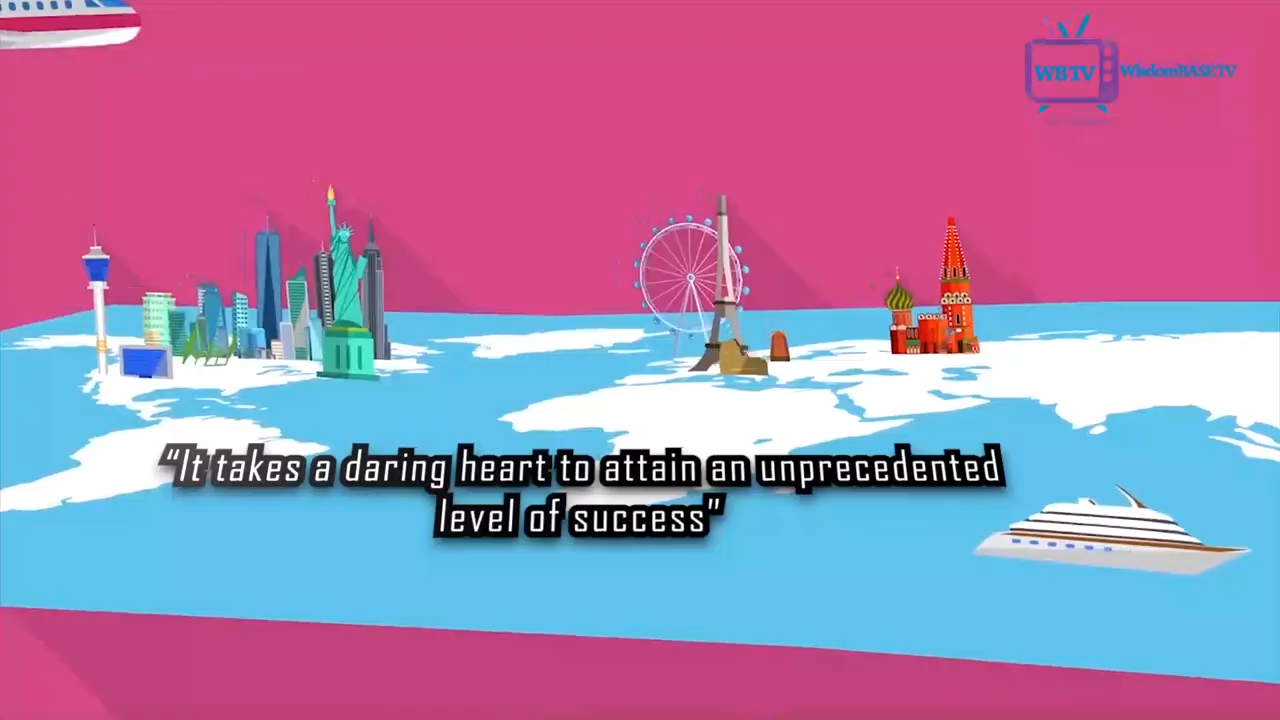 WBTV
WisdomBASETV
“It takes a daring heart to attain an unprecedented
level of success”